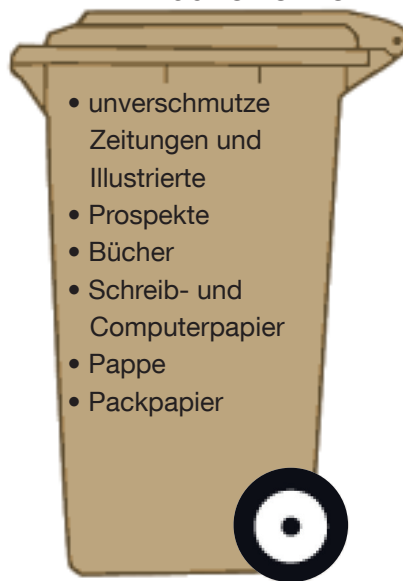 • unverschmutze
Zeitungen und
Illustrierte
• Prospekte
• Bücher
• Schreib- und
Computerpapier
• Pappe
• Packpapier